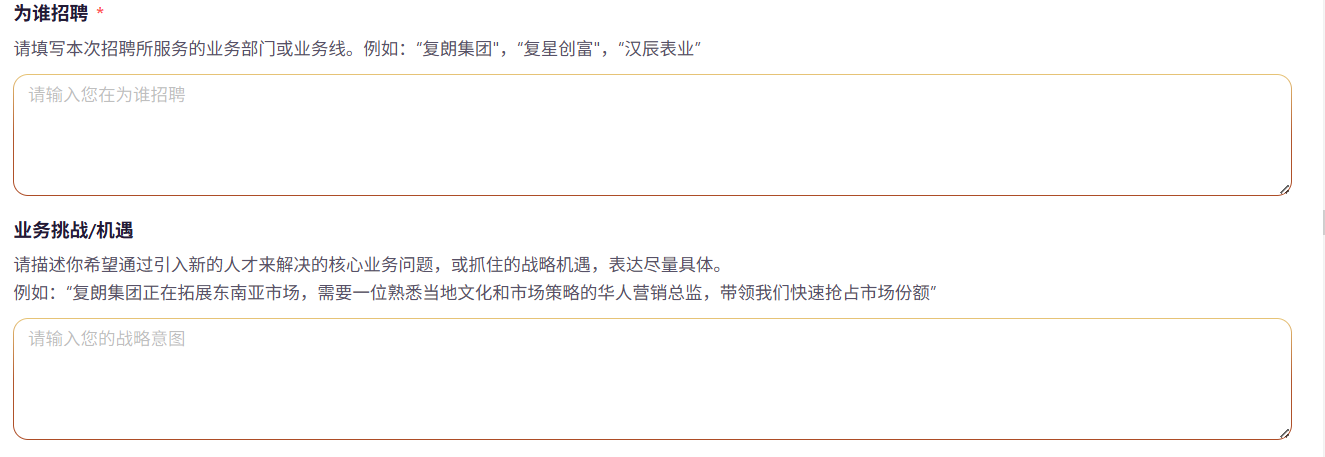 为谁招聘 *
请填写本次招聘所服务的业务部门或业务线。例如：“复朗集团"，“复星创富"，“汉辰表业”
请输入您在为谁招聘
业务挑战/机遇
请描述你希望通过引入新的人才来解决的核心业务问题，或抓住的战略机遇，表达尽量具体。
例如：“复朗集团正在拓展东南亚市场，需要一位熟悉当地文化和市场策略的华人营销总监，带领我们快速抢占市场份额”
请输入您的战略意图